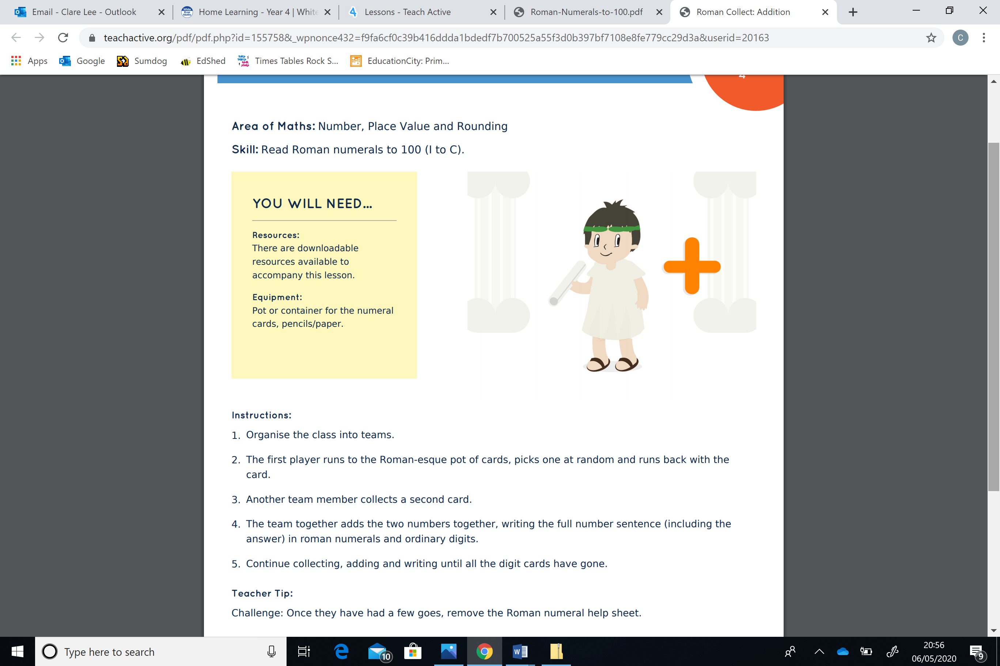 Email - Clare Lee - Outlook
Home Learning - Year 4 | White
Lessons - Teach Active
Roman-Numerals-to-100.pdf
Roman Collect: Addition
teachactive.org/pdf/pdf.php?id=155758&_wpnonce432=f9fa6cf0c39b416ddda1bdedf7b700525a55f3d0b397bf7108e8fe779cc29d3a&userid=20163
C
Apps
Google
Sumdog
EdShed
Times Tables Rock S...
EducationCity: Prim...
4
Area of Maths: Number, Place Value and Rounding
Skill: Read Roman numerals to 100 (I to C).
YOU WILL NEED...
Resources:
There are downloadable
resources available to
accompany this lesson.
Equipment:
Pot or container for the numeral
cards, pencils/paper.
Instructions:
1. Organise the class into teams.
2. The first player runs to the Roman-esque pot of cards, picks one at random and runs back with the
card.
3. Another team member collects a second card.
4. The team together adds the two numbers together, writing the full number sentence (including the
answer) in roman numerals and ordinary digits.
5. Continue collecting, adding and writing until all the digit cards have gone.
Teacher Tip:
Challenge: Once they have had a few goes, remove the Roman numeral help sheet.
Type here to search
10
20:56
06/05/2020
9